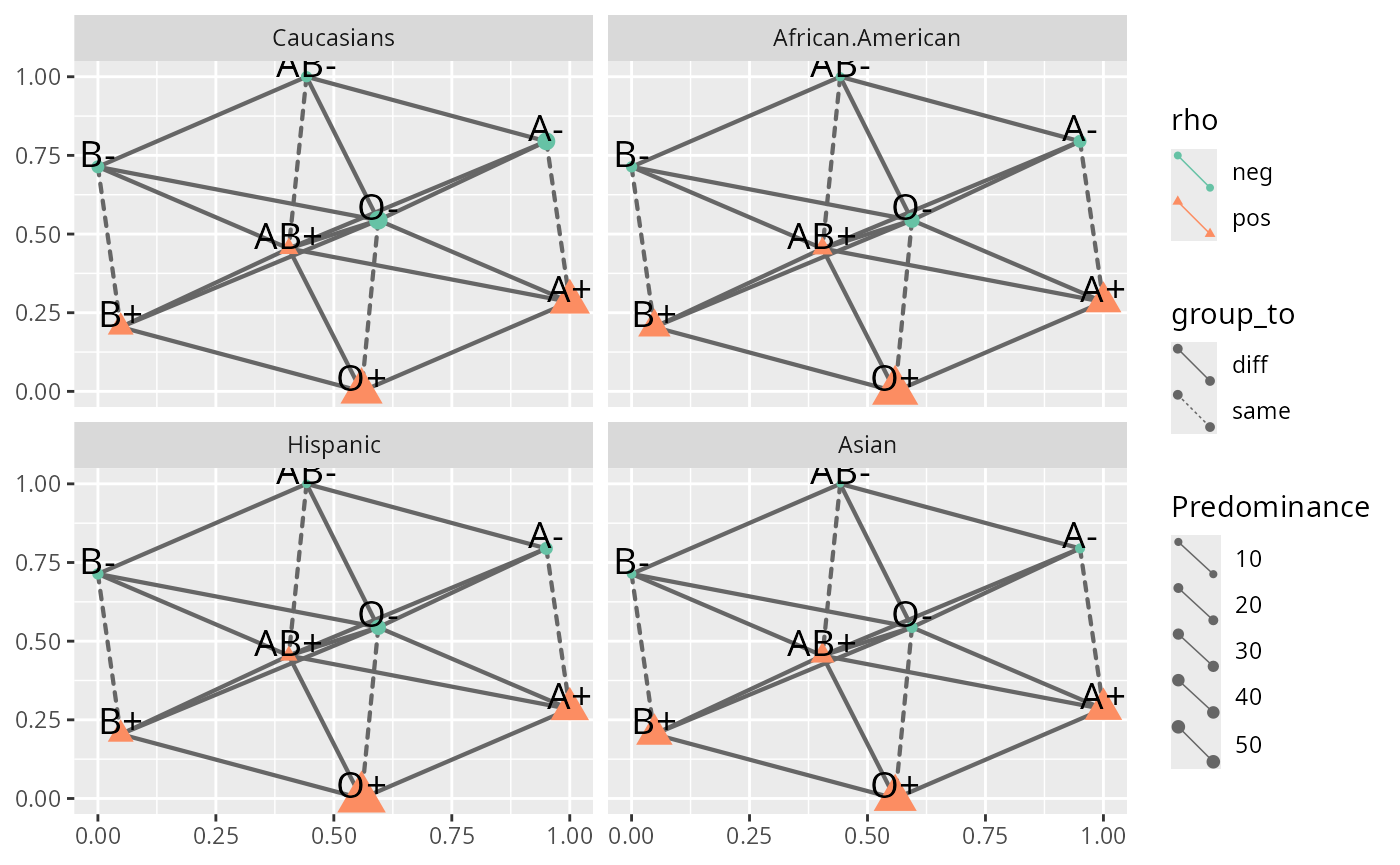 Caucasians
African.American
1.00
0.75
0.50
0.25
0.00
AB-
A-
B-
O-
AB+
A+
B+
O+
AB-
A-
B-
O-
AB+
A+
B+
O+
Hispanic
Asian
1.00
0.75
0.50
0.25
0.00
AB-
A-
B-
O-
AB+
A+
B+
O+
AB-
A-
B-
O-
AB+
A+
B+
O+
0.00 0.25 0.50 0.75 1.00
0.00 0.25 0.50 0.75 1.00
rho
neg
pos
group_to
diff
same
Predominance
10
20
30
40
50